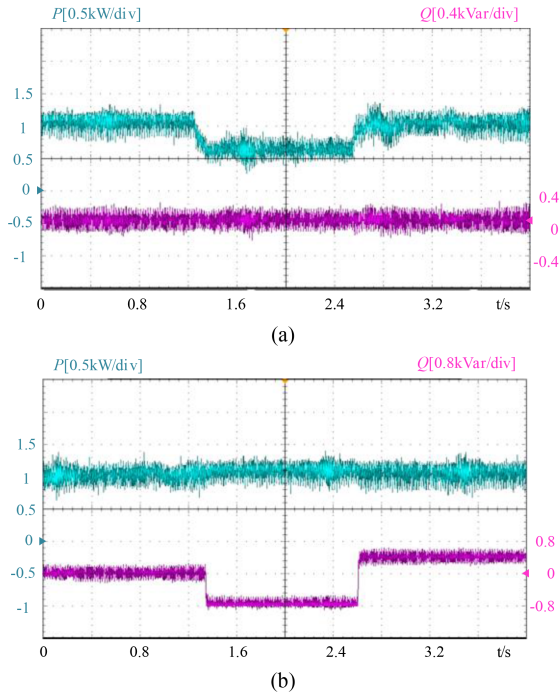 P[0.5kW/div] Q[0.4kVar/div]
1.5
1
0.5
0
0.4
-0.5
0
-1
-0.4
0 0.8 1.6 2.4 3.2 t/s
(a)
P[0.5kW/div] Q[0.8kVar/div]
1.5
1
0.5
0 0.8
-0.5 0
-1 -0.8
0 0.8 1.6 2.4 3.2 t/s
(b)